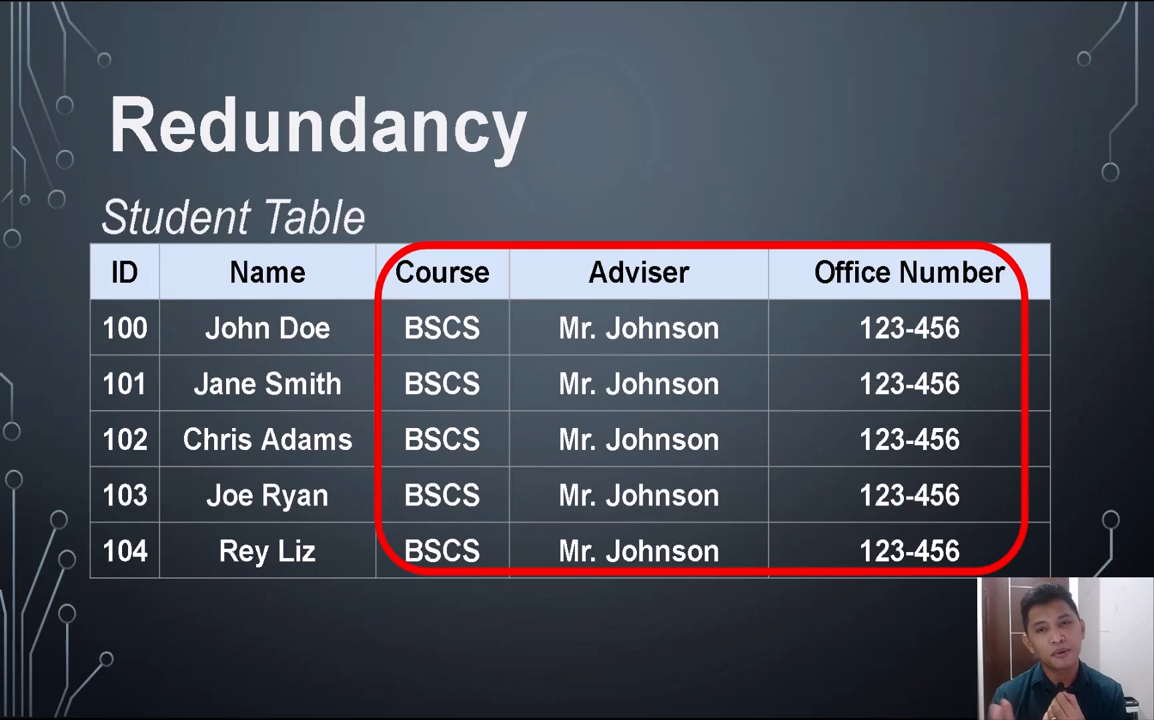 Redundancy
Student Table
ID Name Course Adviser Office Number
100 John Doe BSCS Mr. Johnson 123-456
101 Jane Smith BSCS Mr. Johnson 123-456
102 Chris Adams BSCS Mr. Johnson 123-456
103 Joe Ryan BSCS Mr. Johnson 123-456
104 Rey Liz BSCS Mr. Johnson 123-456